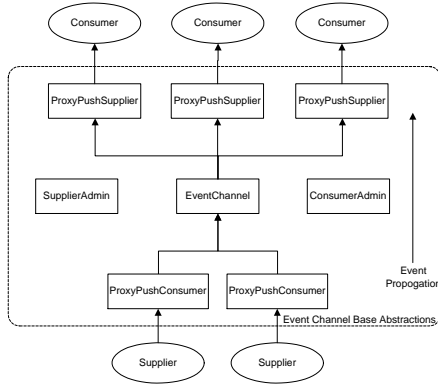 Consumer
Consumer
Consumer
ProxyPushSupplier
ProxyPushSupplier
ProxyPushSupplier
SupplierAdmin
EventChannel
ConsumerAdmin
Event
Propogation
ProxyPushConsumer
ProxyPushConsumer
Event Channel Base Abstractions
Supplier
Supplier